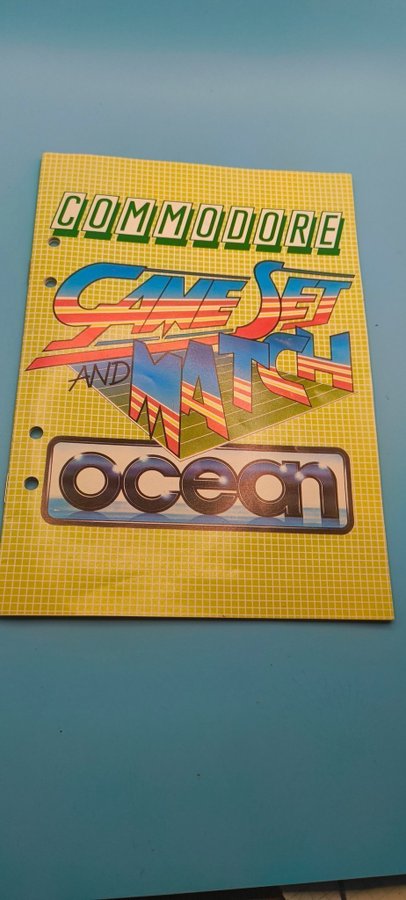 COMMODORE
GAME SET
AND MATCH
ocean